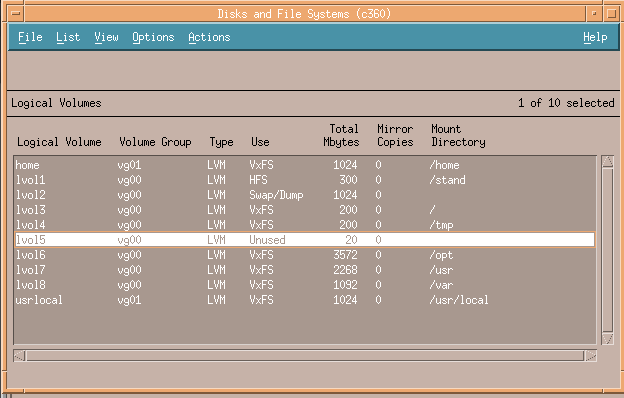 Disks and File Systems (c360)
File List View Options Actions Help
Logical Volumes 1 of 10 selected
Total Mirror Mount
Logical Volume Volume Group Type Use Mbytes Copies Directory
home vg01 LVM VxFS 1024 0 /home
lvol1 vg00 LVM HFS 300 0 /stand
lvol2 vg00 LVM Swap/Dump 1024 0
lvol3 vg00 LVM VxFS 200 0 /
lvol4 vg00 LVM VxFS 200 0 /tmp
lvol5 vg00 LVM Unused 20 0
lvol6 vg00 LVM VxFS 3572 0 /opt
lvol7 vg00 LVM VxFS 2268 0 /usr
lvol8 vg00 LVM VxFS 1092 0 /var
usrlocal vg01 LVM VxFS 1024 0 /usr/local